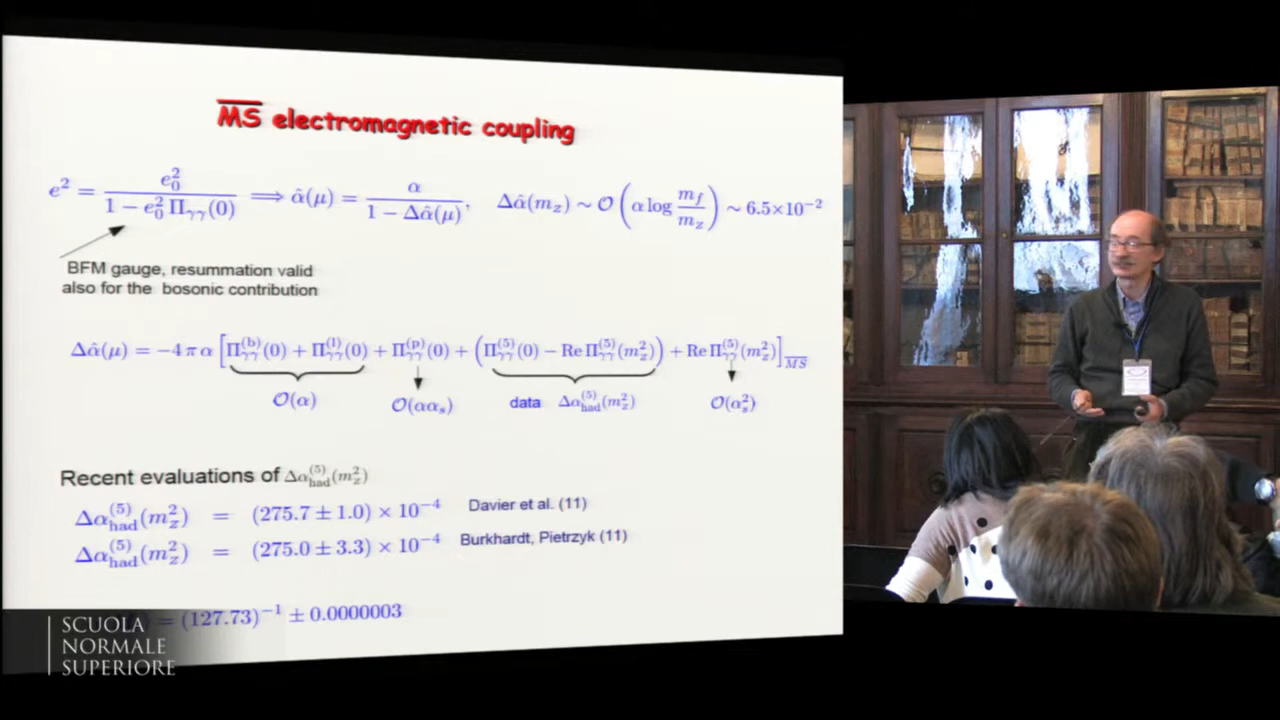 M̅S̅ electromagnetic coupling
e² = e₀² / (1 − e₀² Π_γγ(0)) ⟹ α̂(μ) = α / (1 − Δα̂(μ)), Δα̂(m_z) ∼ 𝒪(α log m_f/m_z) ∼ 6.5×10⁻²
BFM gauge, resummation valid
also for the bosonic contribution
Δα̂(μ) = −4 π α [Π_γγ^(b)(0) + Π_γγ^(l)(0) + Π_γγ^(p)(0) + (Π_γγ^(5)(0) − Re Π_γγ^(5)(m_z²)) + Re Π_γγ^(5)(m_z²)]_M̅S̅
𝒪(α) 𝒪(αα_s) data Δα_had^(5)(m_z²) 𝒪(α_s²)
Recent evaluations of Δα_had^(5)(m_z²)
Δα_had^(5)(m_z²) = (275.7 ± 1.0) × 10⁻⁴ Davier et al. (11)
Δα_had^(5)(m_z²) = (275.0 ± 3.3) × 10⁻⁴ Burkhardt, Pietrzyk (11)
= (127.73)⁻¹ ± 0.0000003
SCUOLA
NORMALE
SUPERIORE